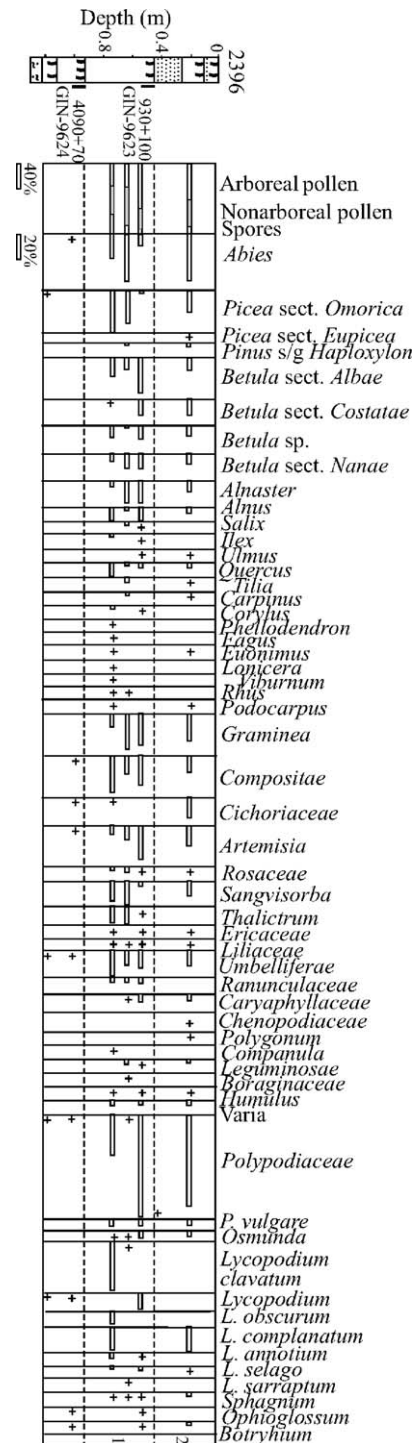 Depth (m)
0.8
0.4
0
2396
4090+70
GIN-9624
GIN-9623
930+100
40%
20%
Arboreal pollen
Nonarboreal pollen
Spores
Abies
Picea sect. Omorica
Picea sect. Eupicea
Pinus s/g Haploxylon
Betula sect. Albae
Betula sect. Costatae
Betula sp.
Betula sect. Nanae
Alnaster
Alnus
Salix
Ilex
Ulmus
Quercus
Tilia
Carpinus
Corylus
Phellodendron
Eagus
Euonimus
Lonicera
Viburnum
Rhus
Podocarpus
Graminea
Compositae
Cichoriaceae
Artemisia
Rosaceae
Sangvisorba
Thalictrum
Ericaceae
Liliaceae
Umbelliferae
Ranunculaceae
Caryaphyllaceae
Chenopodiaceae
Polygonum
Companula
Leguminosae
Boraginaceae
Humulus
Varia
Polypodiaceae
P. vulgare
Osmunda
Lycopodium
clavatum
Lycopodium
L. obscurum
L. complanatum
L. annotium
L. selago
L. sarraptum
Sphagnum
Ophioglossum
Botryhium
1
2